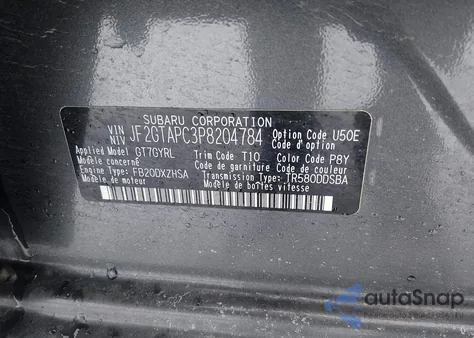 SUBARU CORPORATION
VIN NIV JF2GTAPC3P8204784 Option Code U5OE
Code d'option
Applied Model GT7GYRL Trim Code T10 Color Code P8Y
Modèle concerné Code de garniture Code de couleur
Engine Type: FB20DXZHSA Transmission Type: TR580DDSBA
Modèle de moteur Modèle de boîtes vitesse
autoSnap